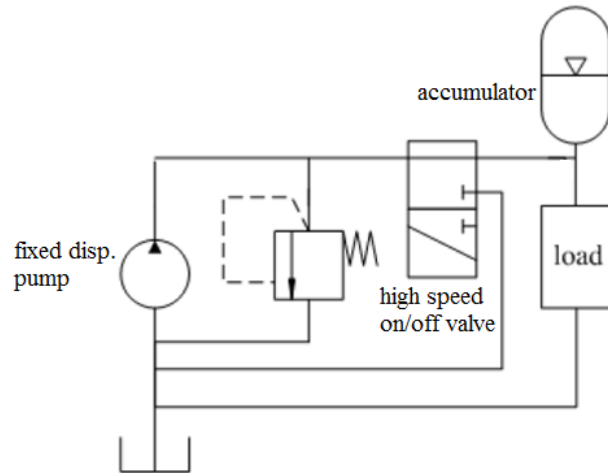 accumulator
fixed disp.
pump
high speed
on/off valve
load